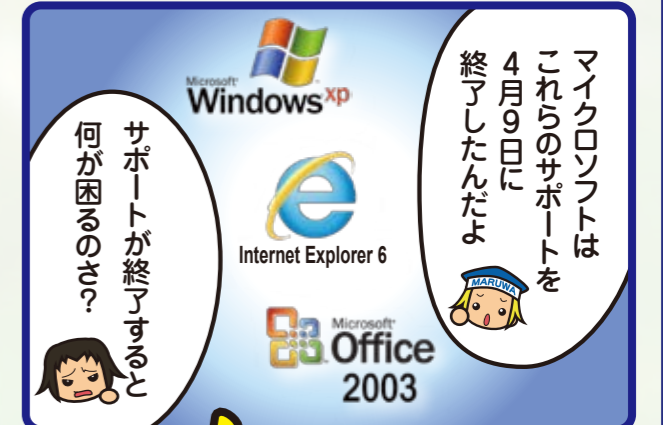 マイクロソフトは
これらのサポートを
4月9日に
終了したんだよ
MARUWA
Microsoft
Windows xp
Internet Explorer 6
Microsoft
Office
2003
サポートが終了すると
何が困るのさ?